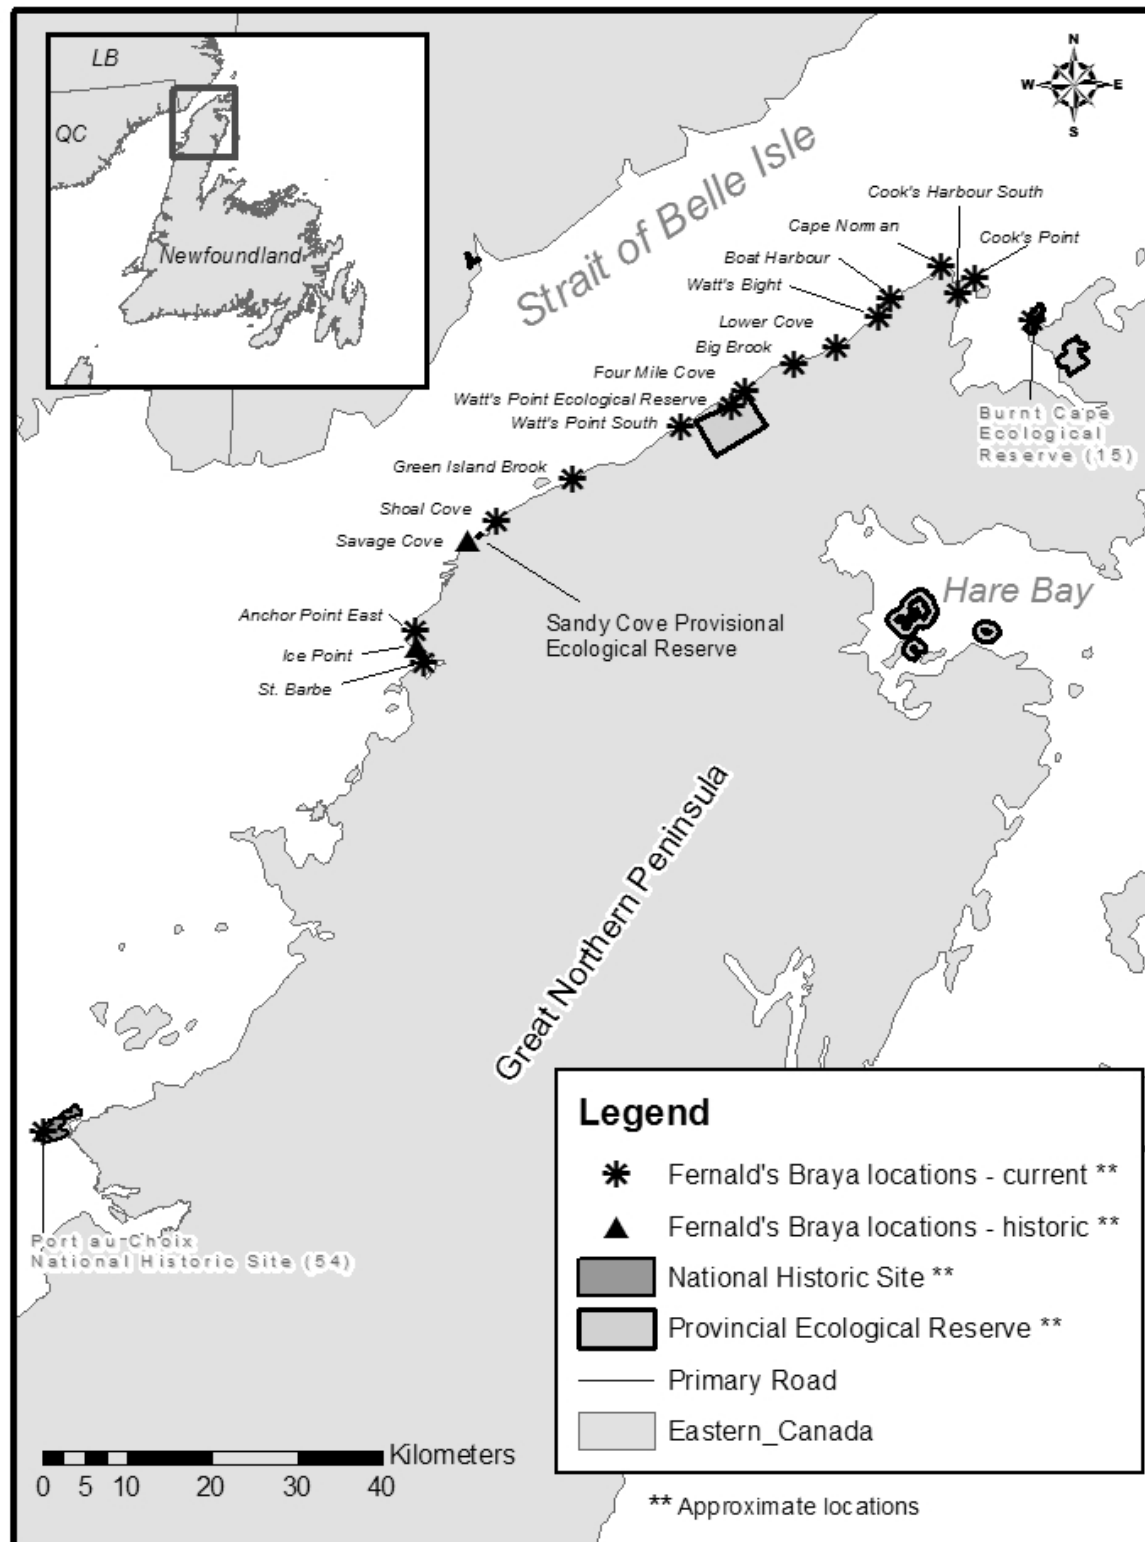 LB
QC
Newfoundland
N
W E
S
Strait of Belle Isle
Cook's Harbour South
Cape Norman
Cook's Point
Boat Harbour
Watt's Bight
Lower Cove
Big Brook
Four Mile Cove
Watt's Point Ecological Reserve
Watt's Point South
Burnt Cape
Ecological
Reserve (15)
Green Island Brook
Shoal Cove
Savage Cove
Hare Bay
Anchor Point East
Sandy Cove Provisional
Ecological Reserve
Ice Point
St. Barbe
Great Northern Peninsula
Port au-Choix
National Historic Site (54)
Legend
Fernald's Braya locations - current **
Fernald's Braya locations - historic **
National Historic Site **
Provincial Ecological Reserve **
Primary Road
Eastern_Canada
Kilometers
0 5 10 20 30 40
** Approximate locations